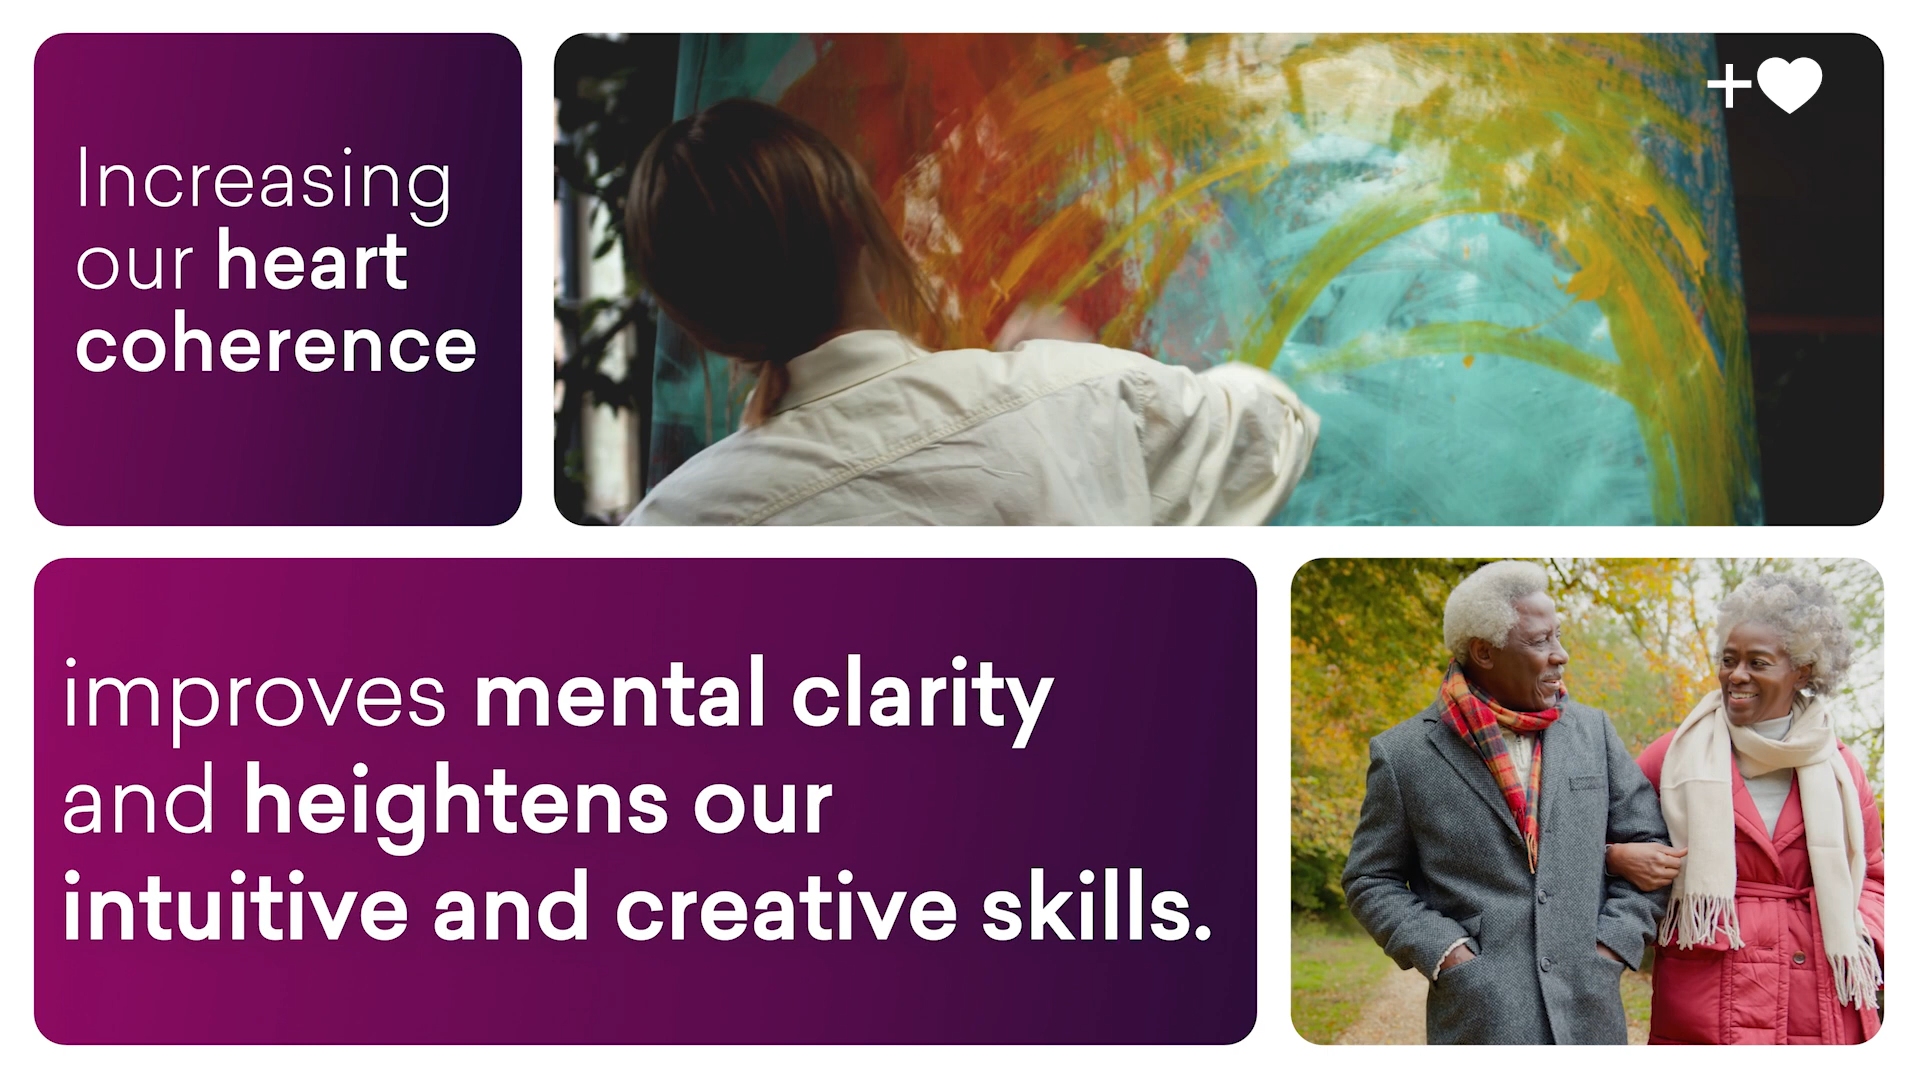 Increasing
our heart
coherence
improves mental clarity
and heightens our
intuitive and creative skills.